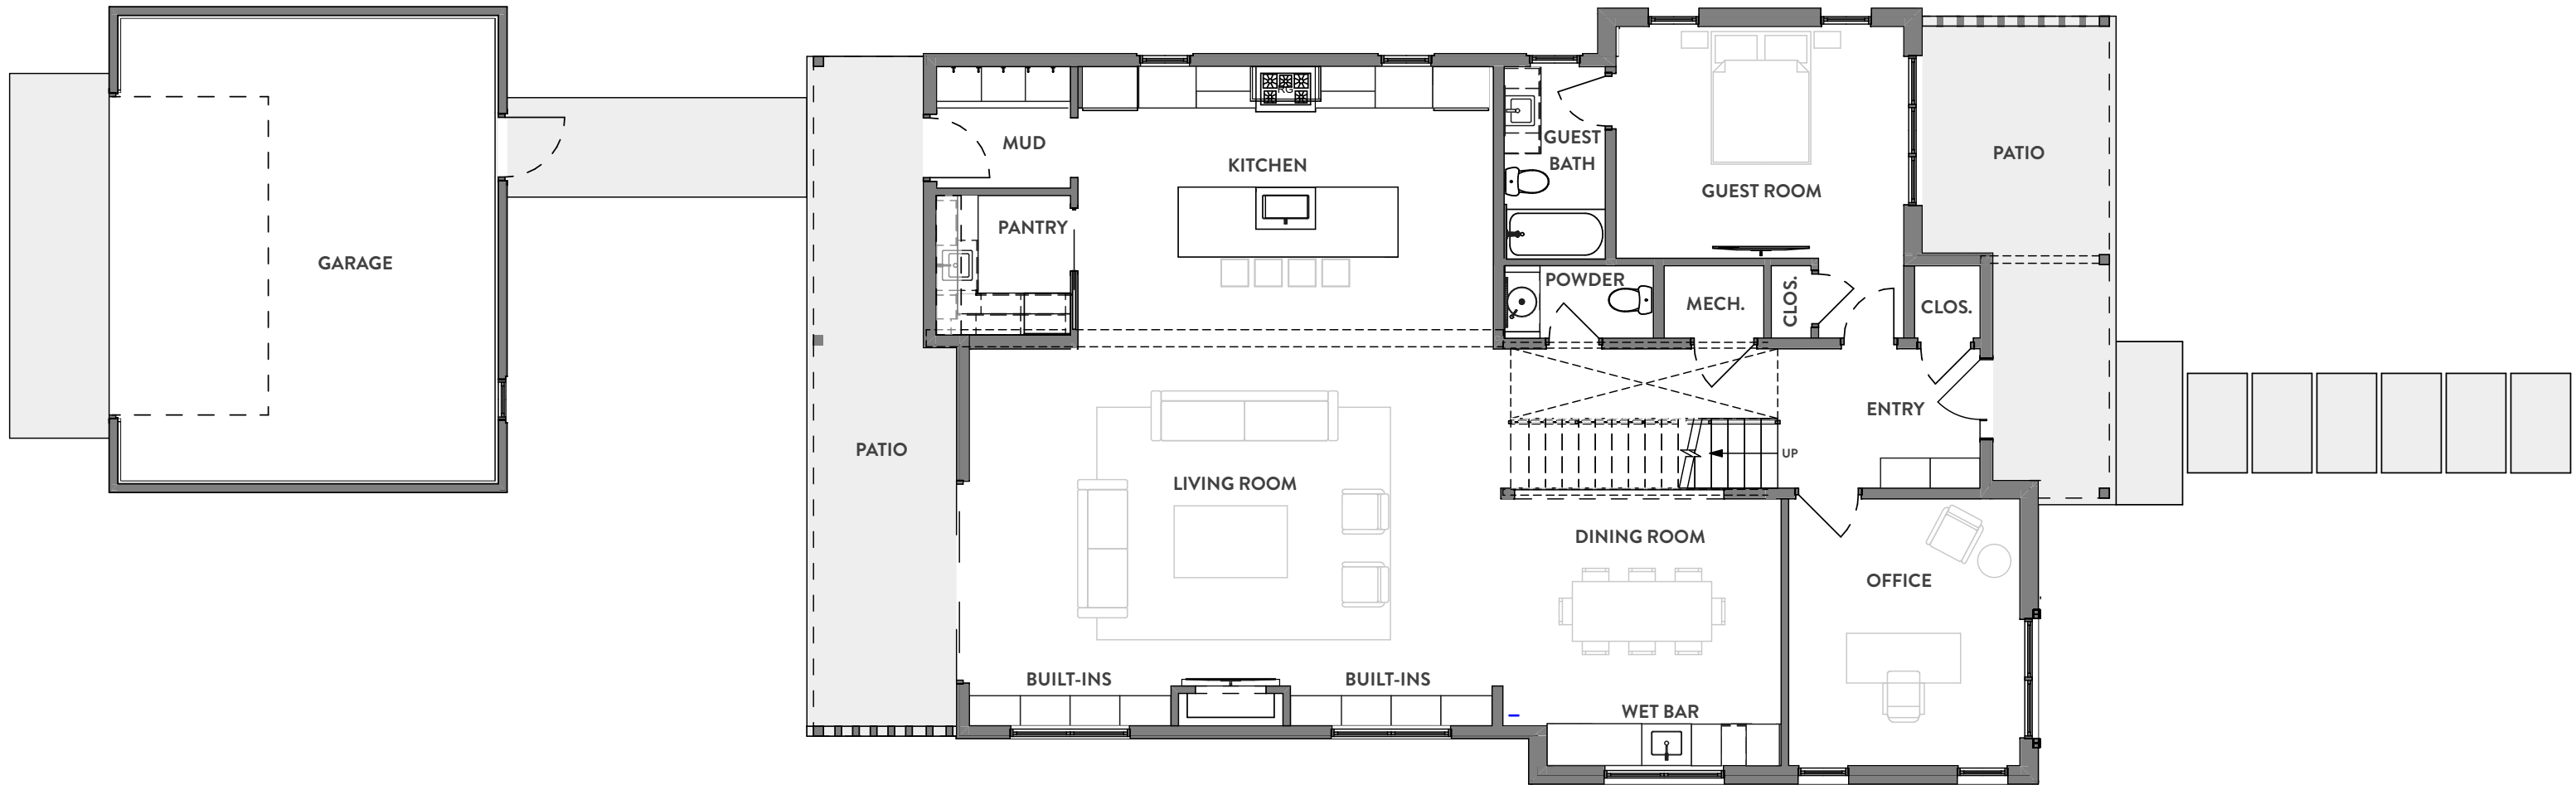 RG
GUEST
BATH
MUD
KITCHEN
PATIO
GUEST ROOM
PANTRY
GARAGE
POWDER
MECH.
CLOS.
CLOS.
ENTRY
PATIO
UP
LIVING ROOM
DINING ROOM
OFFICE
BUILT-INS
BUILT-INS
WET BAR